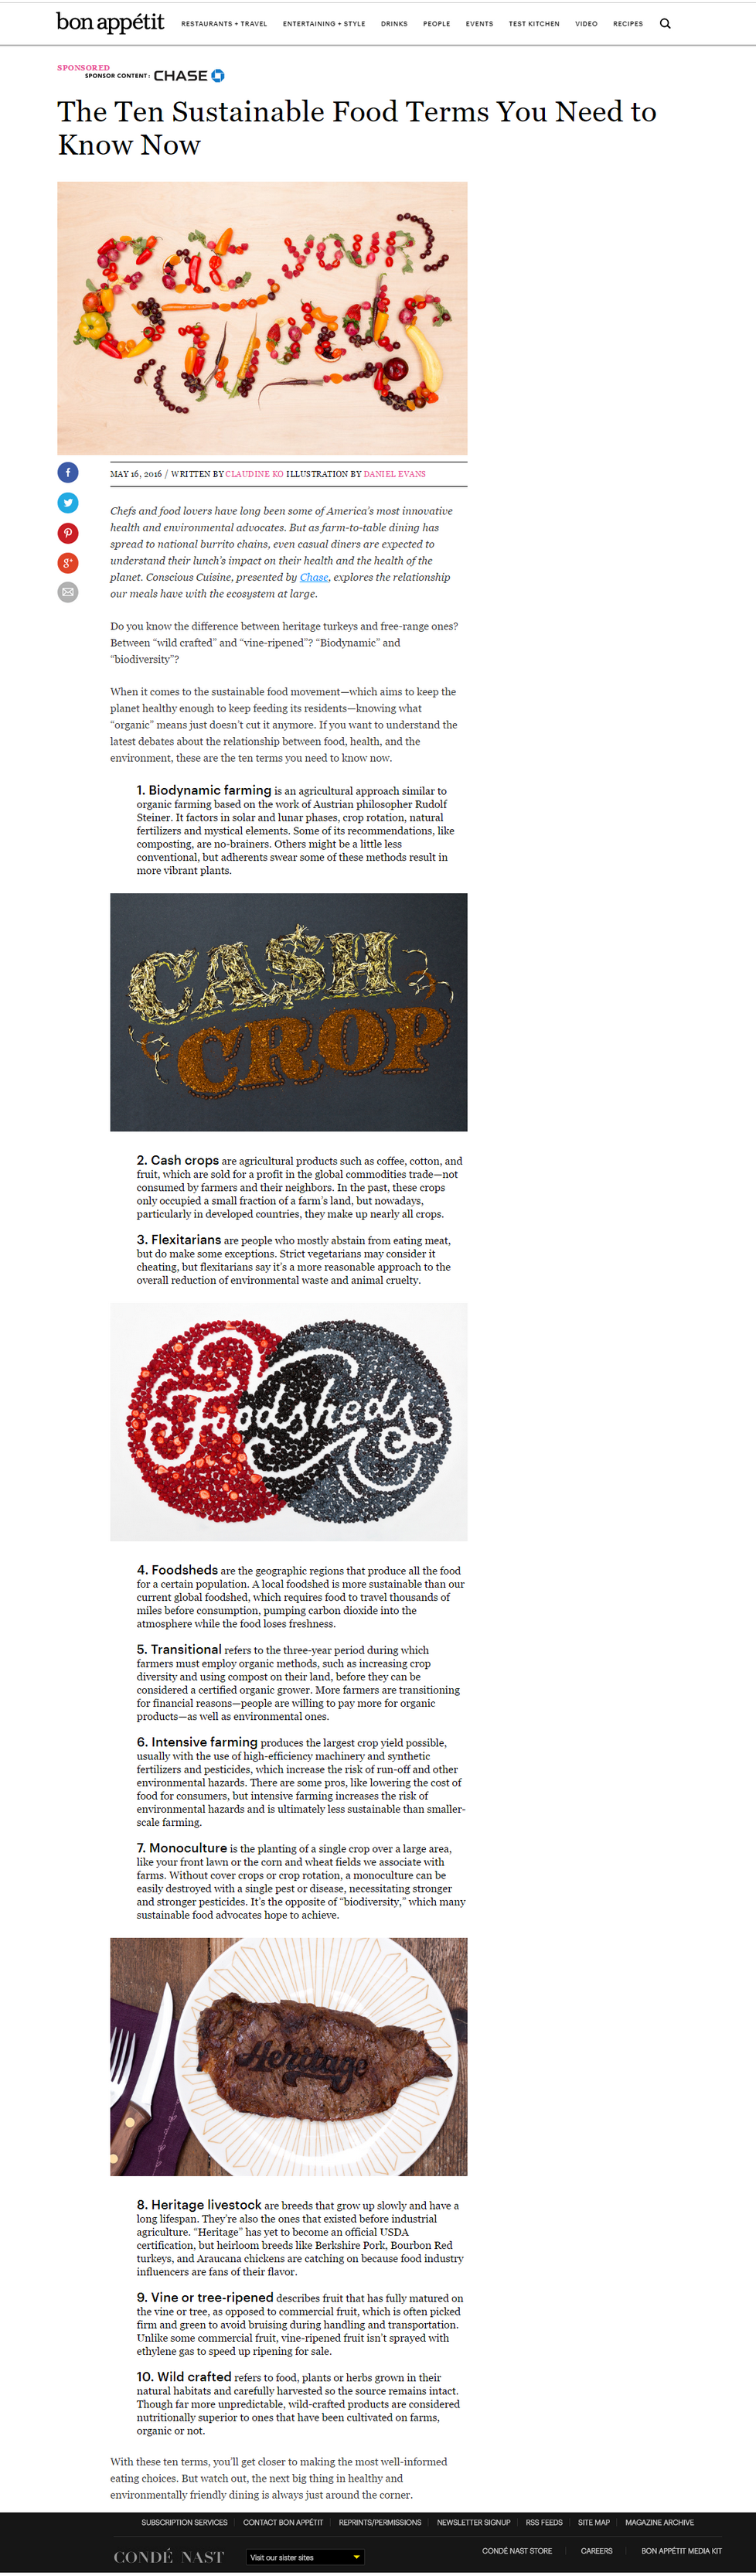 bon appétit
RESTAURANTS + TRAVEL ENTERTAINING + STYLE DRINKS PEOPLE EVENTS TEST KITCHEN VIDEO RECIPES
SPONSORED
SPONSOR CONTENT: CHASE
The Ten Sustainable Food Terms You Need to
Know Now
MAY 16, 2016 / WRITTEN BY CLAUDINE KO ILLUSTRATION BY DANIEL EVANS
Chefs and food lovers have long been some of America's most innovative
health and environmental advocates. But as farm-to-table dining has
spread to national burrito chains, even casual diners are expected to
understand their lunch's impact on their health and the health of the
planet. Conscious Cuisine, presented by Chase, explores the relationship
our meals have with the ecosystem at large.
Do you know the difference between heritage turkeys and free-range ones?
Between “wild crafted” and “vine-ripened”? “Biodynamic” and
“biodiversity”?
When it comes to the sustainable food movement—which aims to keep the
planet healthy enough to keep feeding its residents—knowing what
“organic” means just doesn't cut it anymore. If you want to understand the
latest debates about the relationship between food, health, and the
environment, these are the ten terms you need to know now.
1. Biodynamic farming is an agricultural approach similar to
organic farming based on the work of Austrian philosopher Rudolf
Steiner. It factors in solar and lunar phases, crop rotation, natural
fertilizers and mystical elements. Some of its recommendations, like
composting, are no-brainers. Others might be a little less
conventional, but adherents swear some of these methods result in
more vibrant plants.
CASH
CROP
2. Cash crops are agricultural products such as coffee, cotton, and
fruit, which are sold for a profit in the global commodities trade—not
consumed by farmers and their neighbors. In the past, these crops
only occupied a small fraction of a farm's land, but nowadays,
particularly in developed countries, they make up nearly all crops.
3. Flexitarians are people who mostly abstain from eating meat,
but do make some exceptions. Strict vegetarians may consider it
cheating, but flexitarians say it's a more reasonable approach to the
overall reduction of environmental waste and animal cruelty.
Foodsheds
4. Foodsheds are the geographic regions that produce all the food
for a certain population. A local foodshed is more sustainable than our
current global foodshed, which requires food to travel thousands of
miles before consumption, pumping carbon dioxide into the
atmosphere while the food loses freshness.
5. Transitional refers to the three-year period during which
farmers must employ organic methods, such as increasing crop
diversity and using compost on their land, before they can be
considered a certified organic grower. More farmers are transitioning
for financial reasons—people are willing to pay more for organic
products—as well as environmental ones.
6. Intensive farming produces the largest crop yield possible,
usually with the use of high-efficiency machinery and synthetic
fertilizers and pesticides, which increase the risk of run-off and other
environmental hazards. There are some pros, like lowering the cost of
food for consumers, but intensive farming increases the risk of
environmental hazards and is ultimately less sustainable than smaller-
scale farming.
7. Monoculture is the planting of a single crop over a large area,
like your front lawn or the corn and wheat fields we associate with
farms. Without cover crops or crop rotation, a monoculture can be
easily destroyed with a single pest or disease, necessitating stronger
and stronger pesticides. It's the opposite of “biodiversity,” which many
sustainable food advocates hope to achieve.
Heritage
8. Heritage livestock are breeds that grow up slowly and have a
long lifespan. They're also the ones that existed before industrial
agriculture. “Heritage” has yet to become an official USDA
certification, but heirloom breeds like Berkshire Pork, Bourbon Red
turkeys, and Araucana chickens are catching on because food industry
influencers are fans of their flavor.
9. Vine or tree-ripened describes fruit that has fully matured on
the vine or tree, as opposed to commercial fruit, which is often picked
firm and green to avoid bruising during handling and transportation.
Unlike some commercial fruit, vine-ripened fruit isn't sprayed with
ethylene gas to speed up ripening for sale.
10. Wild crafted refers to food, plants or herbs grown in their
natural habitats and carefully harvested so the source remains intact.
Though far more unpredictable, wild-crafted products are considered
nutritionally superior to ones that have been cultivated on farms,
organic or not.
With these ten terms, you'll get closer to making the most well-informed
eating choices. But watch out, the next big thing in healthy and
environmentally friendly dining is always just around the corner.
SUBSCRIPTION SERVICES CONTACT BON APPÉTIT REPRINTS/PERMISSIONS NEWSLETTER SIGNUP RSS FEEDS SITE MAP MAGAZINE ARCHIVE
CONDÉ NAST Visit our sister sites CONDÉ NAST STORE CAREERS BON APPÉTIT MEDIA KIT